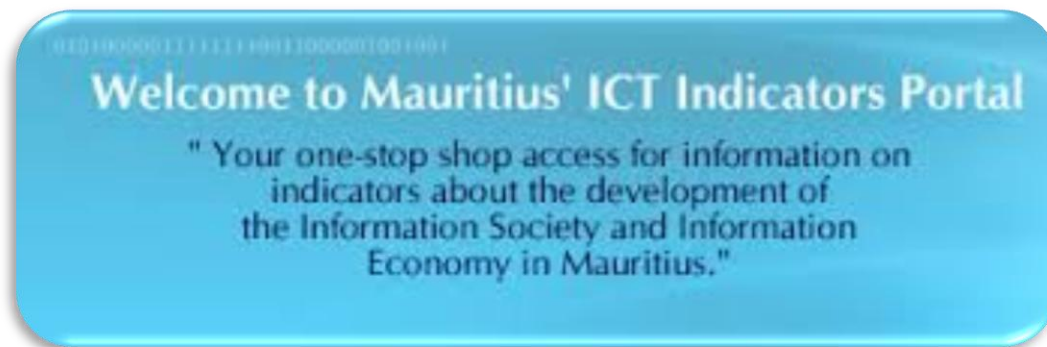 Welcome to Mauritius' ICT Indicators Portal
" Your one-stop shop access for information on
indicators about the development of
the Information Society and Information
Economy in Mauritius."